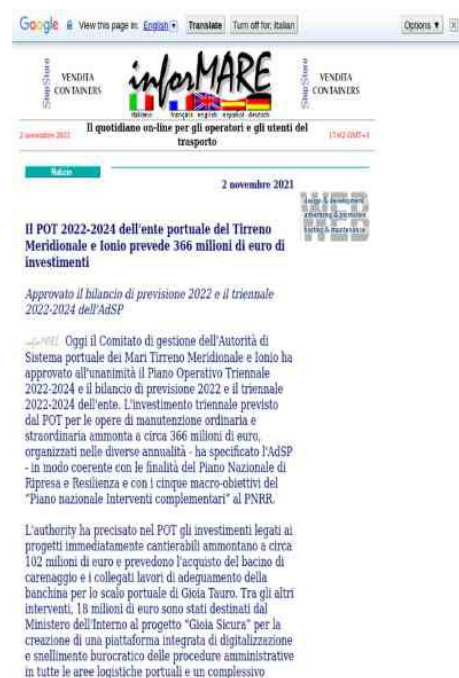 Google View this page in: English Translate Turn off for: Italian Options
ShipStore VENDITA CONTAINERS
inforMARE
italiano français english español deutsch
ShipStore VENDITA CONTAINERS
2 novembre 2021
Il quotidiano on-line per gli operatori e gli utenti del
trasporto
17:02 GMT+1
Notizie
2 novembre 2021
WEB
design & development
advertising & promotion
hosting & maintenance
Il POT 2022-2024 dell'ente portuale del Tirreno
Meridionale e Ionio prevede 366 milioni di euro di
investimenti
Approvato il bilancio di previsione 2022 e il triennale
2022-2024 dell'AdSP
inforMARE Oggi il Comitato di gestione dell'Autorità di
Sistema portuale dei Mari Tirreno Meridionale e Ionio ha
approvato all'unanimità il Piano Operativo Triennale
2022-2024 e il bilancio di previsione 2022 e il triennale
2022-2024 dell'ente. L'investimento triennale previsto
dal POT per le opere di manutenzione ordinaria e
straordinaria ammonta a circa 366 milioni di euro,
organizzati nelle diverse annualità - ha specificato l'AdSP
- in modo coerente con le finalità del Piano Nazionale di
Ripresa e Resilienza e con i cinque macro-obiettivi del
"Piano nazionale Interventi complementari" al PNRR.
L'authority ha precisato nel POT gli investimenti legati ai
progetti immediatamente cantierabili ammontano a circa
102 milioni di euro e prevedono l'acquisto del bacino di
carenaggio e i collegati lavori di adeguamento della
banchina per lo scalo portuale di Gioia Tauro. Tra gli altri
interventi, 18 milioni di euro sono stati destinati dal
Ministero dell'Interno al progetto "Gioia Sicura" per la
creazione di una piattaforma integrata di digitalizzazione
e snellimento burocratico delle procedure amministrative
in tutte le aree logistiche portuali e un complessivo